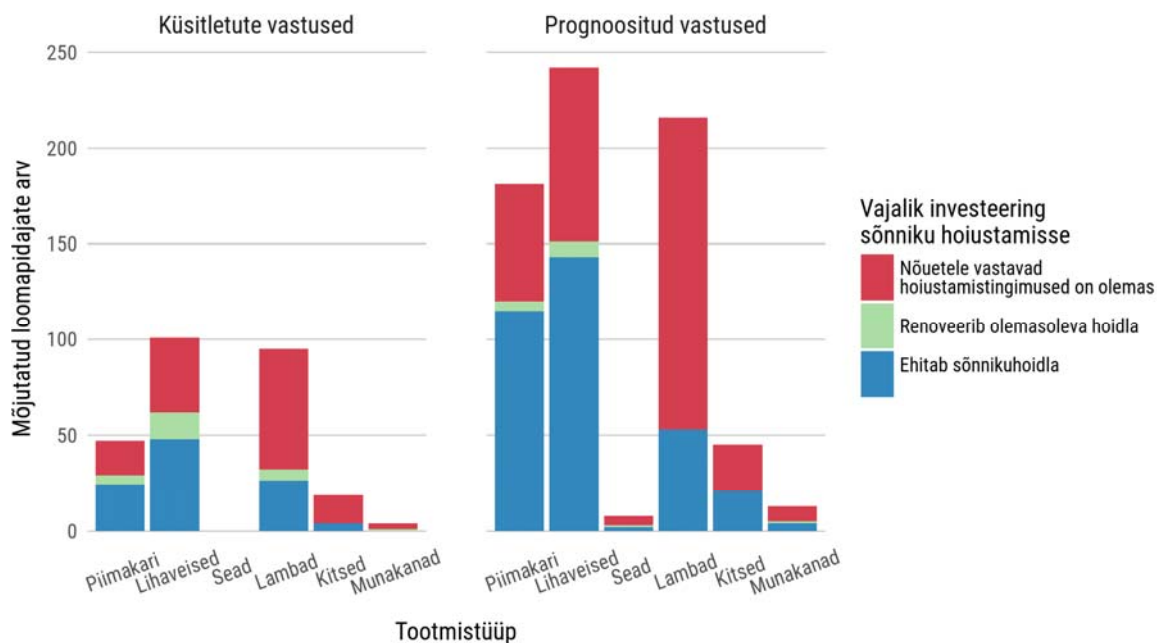 Küsitletute vastused
Prognoositud vastused
Mõjutatud loomapidajate arv
250
200
150
100
50
0
Piimakari
Lihaveised
Sead
Lambad
Kitsed
Munakanad
Piimakari
Lihaveised
Sead
Lambad
Kitsed
Munakanad
Tootmistüüp
Vajalik investeering
sõnniku hoiustamisse
Nõuetele vastavad
hoiustamistingimused on olemas
Renoveerib olemasoleva hoidla
Ehitab sõnnikuhoidla